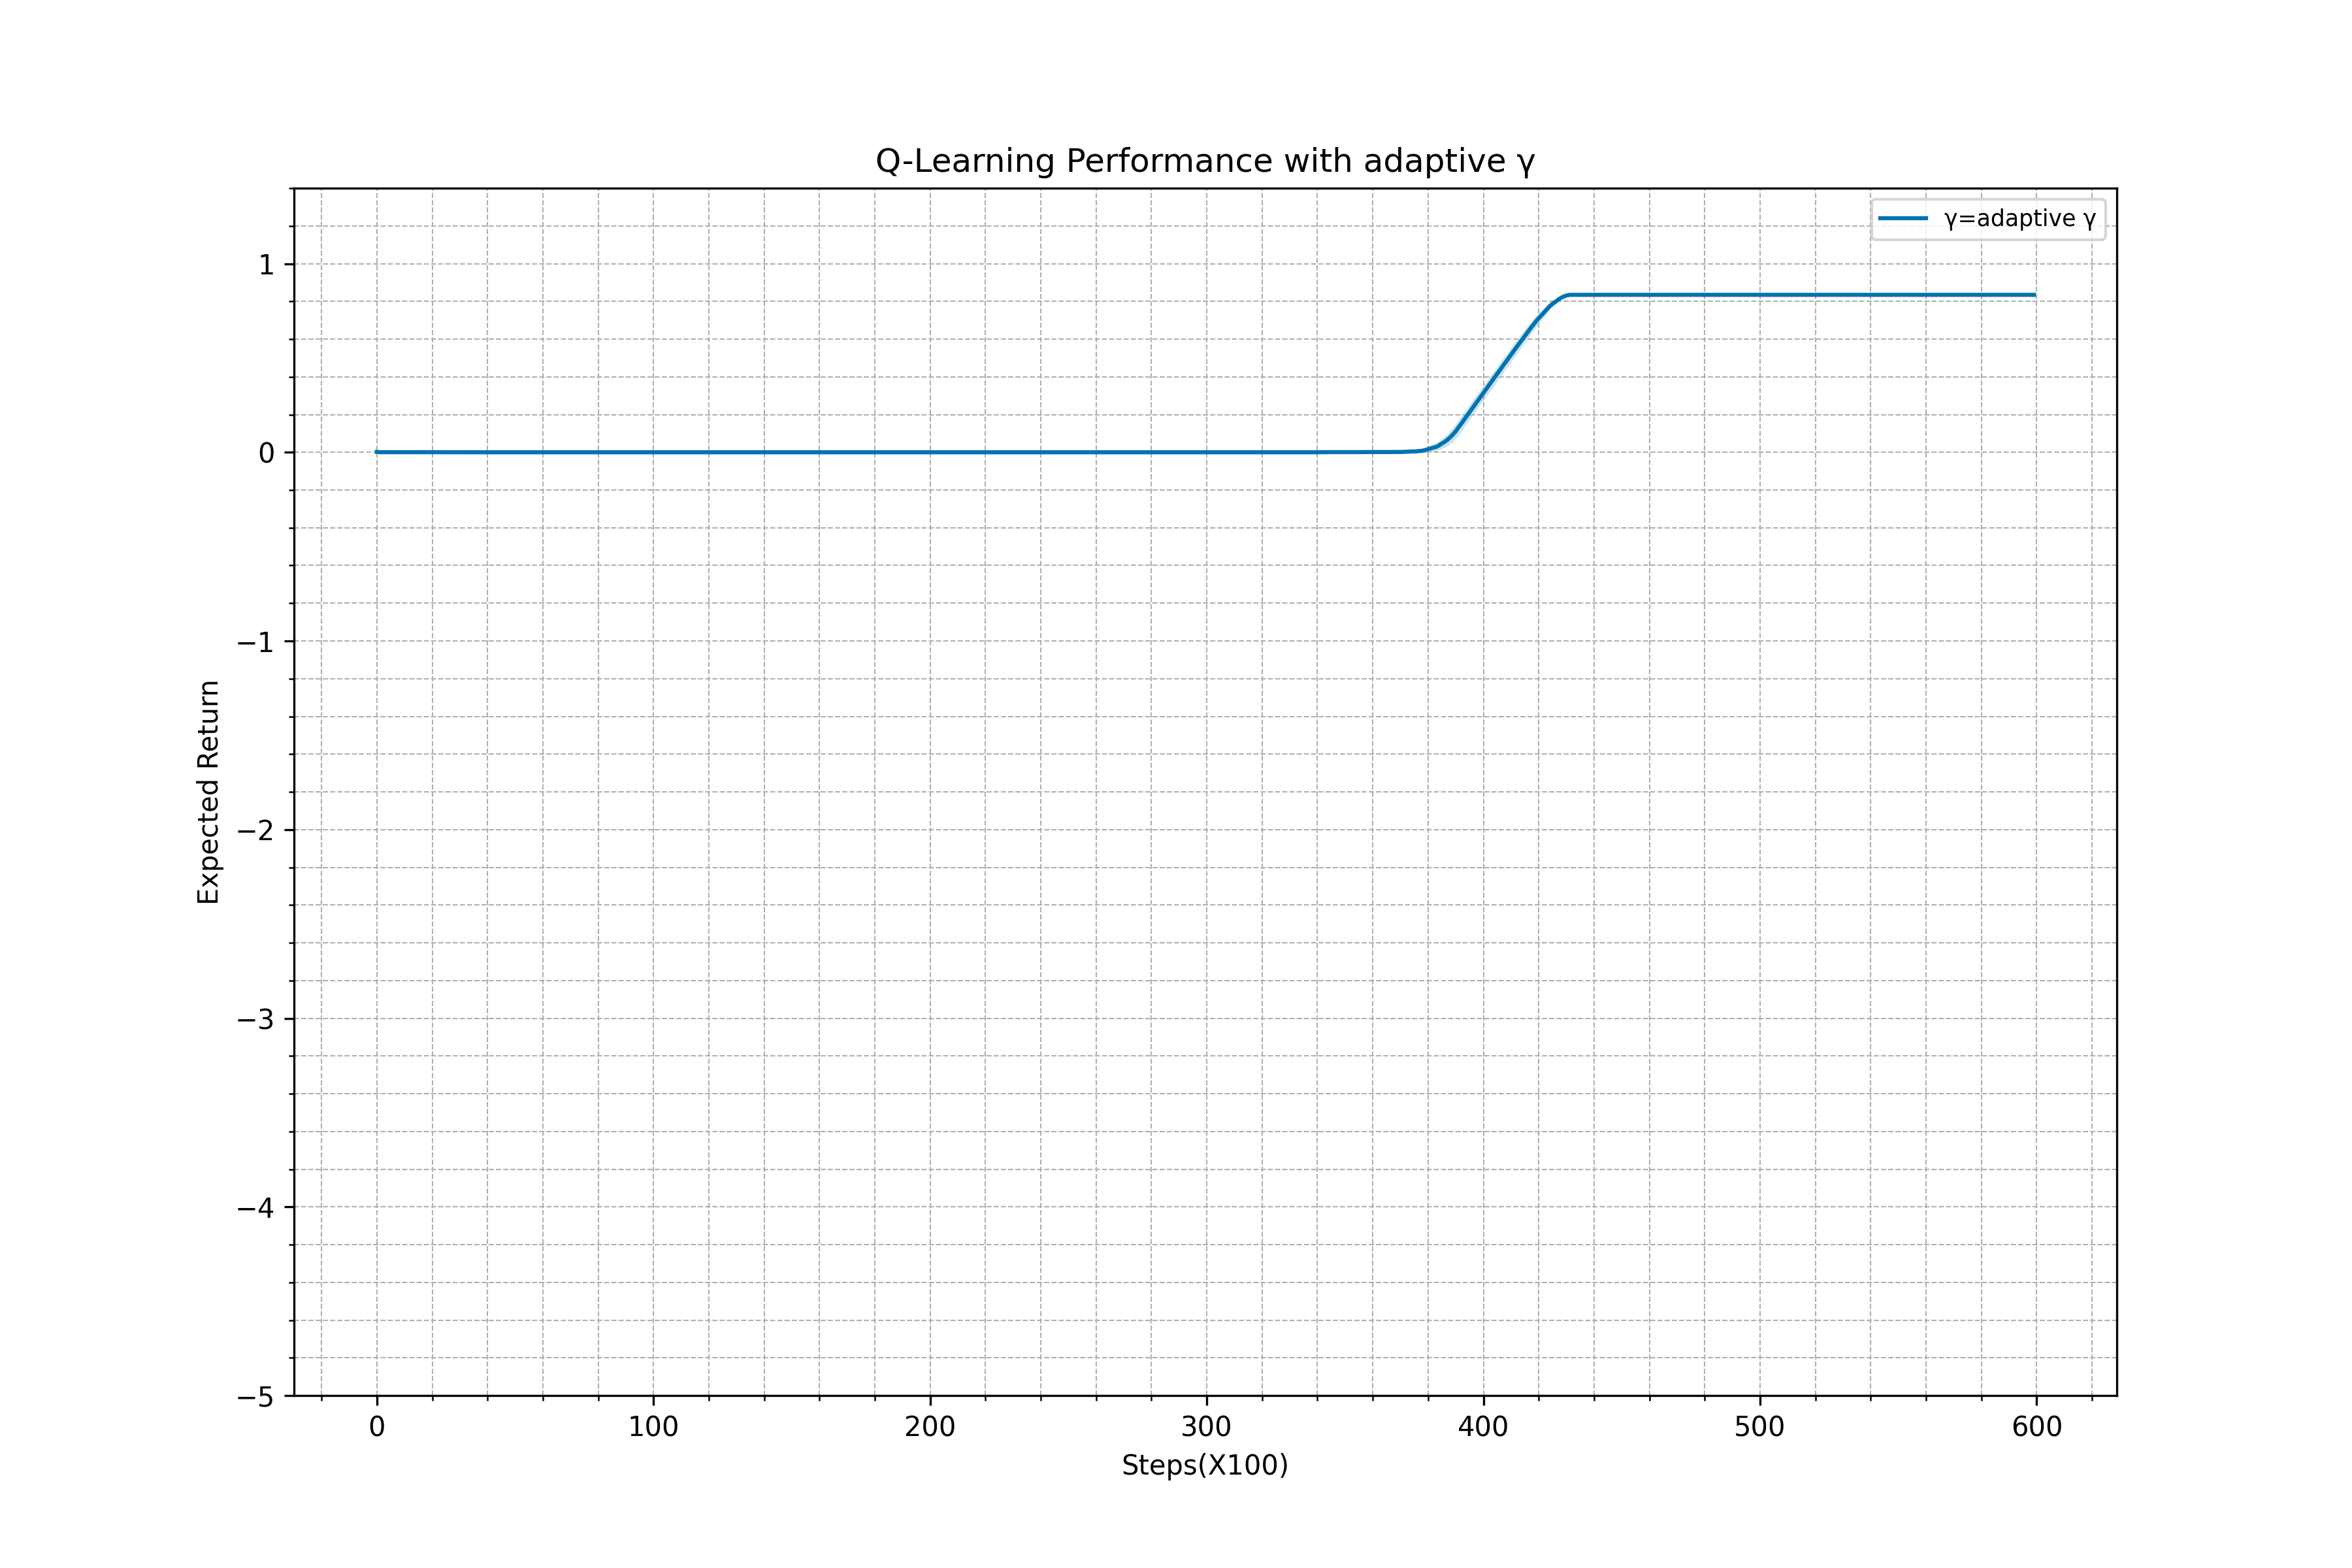 Q-Learning Performance with adaptive γ
γ=adaptive γ
Expected Return
1
0
−1
−2
−3
−4
−5
0 100 200 300 400 500 600
Steps(X100)